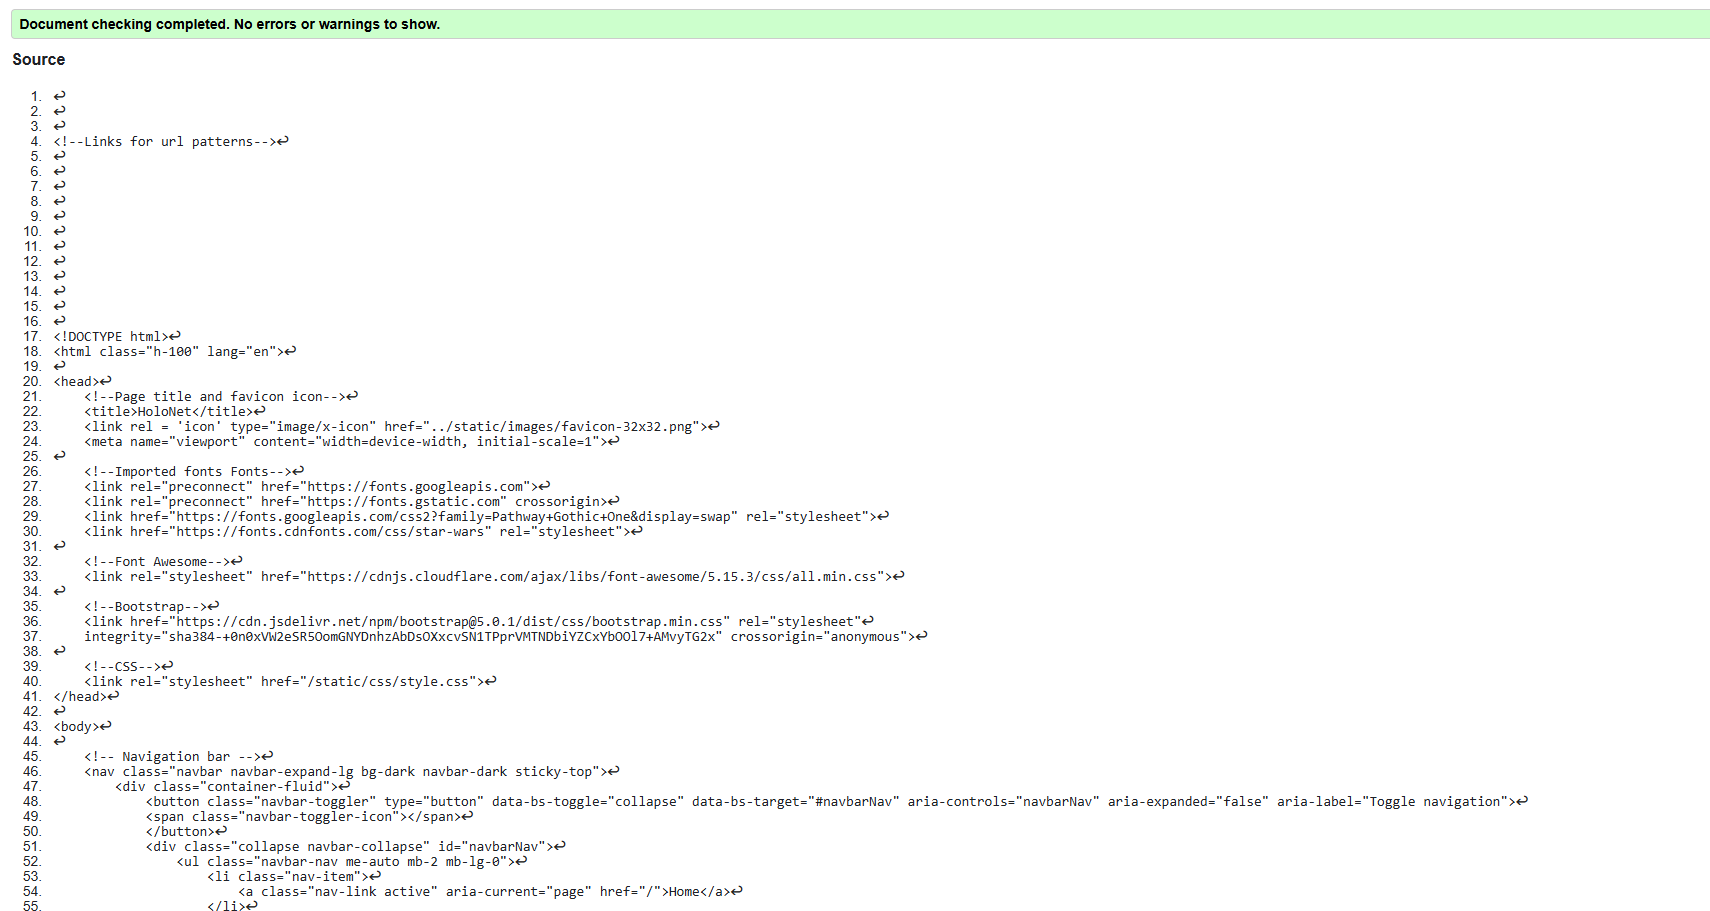 Document checking completed. No errors or warnings to show.
Source
1. ↩
2. ↩
3. ↩
4. <!--Links for url patterns-->↩
5. ↩
6. ↩
7. ↩
8. ↩
9. ↩
10. ↩
11. ↩
12. ↩
13. ↩
14. ↩
15. ↩
16. ↩
17. <!DOCTYPE html>↩
18. <html class="h-100" lang="en">↩
19. ↩
20. <head>↩
21.     <!--Page title and favicon icon-->↩
22.     <title>HoloNet</title>↩
23.     <link rel = 'icon' type="image/x-icon" href="../static/images/favicon-32x32.png">↩
24.     <meta name="viewport" content="width=device-width, initial-scale=1">↩
25. ↩
26.     <!--Imported fonts Fonts-->↩
27.     <link rel="preconnect" href="https://fonts.googleapis.com">↩
28.     <link rel="preconnect" href="https://fonts.gstatic.com" crossorigin>↩
29.     <link href="https://fonts.googleapis.com/css2?family=Pathway+Gothic+One&display=swap" rel="stylesheet">↩
30.     <link href="https://fonts.cdnfonts.com/css/star-wars" rel="stylesheet">↩
31. ↩
32.     <!--Font Awesome-->↩
33.     <link rel="stylesheet" href="https://cdnjs.cloudflare.com/ajax/libs/font-awesome/5.15.3/css/all.min.css">↩
34. ↩
35.     <!--Bootstrap-->↩
36.     <link href="https://cdn.jsdelivr.net/npm/bootstrap@5.0.1/dist/css/bootstrap.min.css" rel="stylesheet"↩
37.     integrity="sha384-+0n0xVW2eSR5OomGNYDnhzAbDsOXxcvSN1TPprVMTNDbiYZCxYbOOl7+AMvyTG2x" crossorigin="anonymous">↩
38. ↩
39.     <!--CSS-->↩
40.     <link rel="stylesheet" href="/static/css/style.css">↩
41. </head>↩
42. ↩
43. <body>↩
44. ↩
45.     <!-- Navigation bar -->↩
46.     <nav class="navbar navbar-expand-lg bg-dark navbar-dark sticky-top">↩
47.         <div class="container-fluid">↩
48.             <button class="navbar-toggler" type="button" data-bs-toggle="collapse" data-bs-target="#navbarNav" aria-controls="navbarNav" aria-expanded="false" aria-label="Toggle navigation">↩
49.             <span class="navbar-toggler-icon"></span>↩
50.             </button>↩
51.             <div class="collapse navbar-collapse" id="navbarNav">↩
52.                 <ul class="navbar-nav me-auto mb-2 mb-lg-0">↩
53.                     <li class="nav-item">↩
54.                         <a class="nav-link active" aria-current="page" href="/">Home</a>↩
55.                     </li>↩